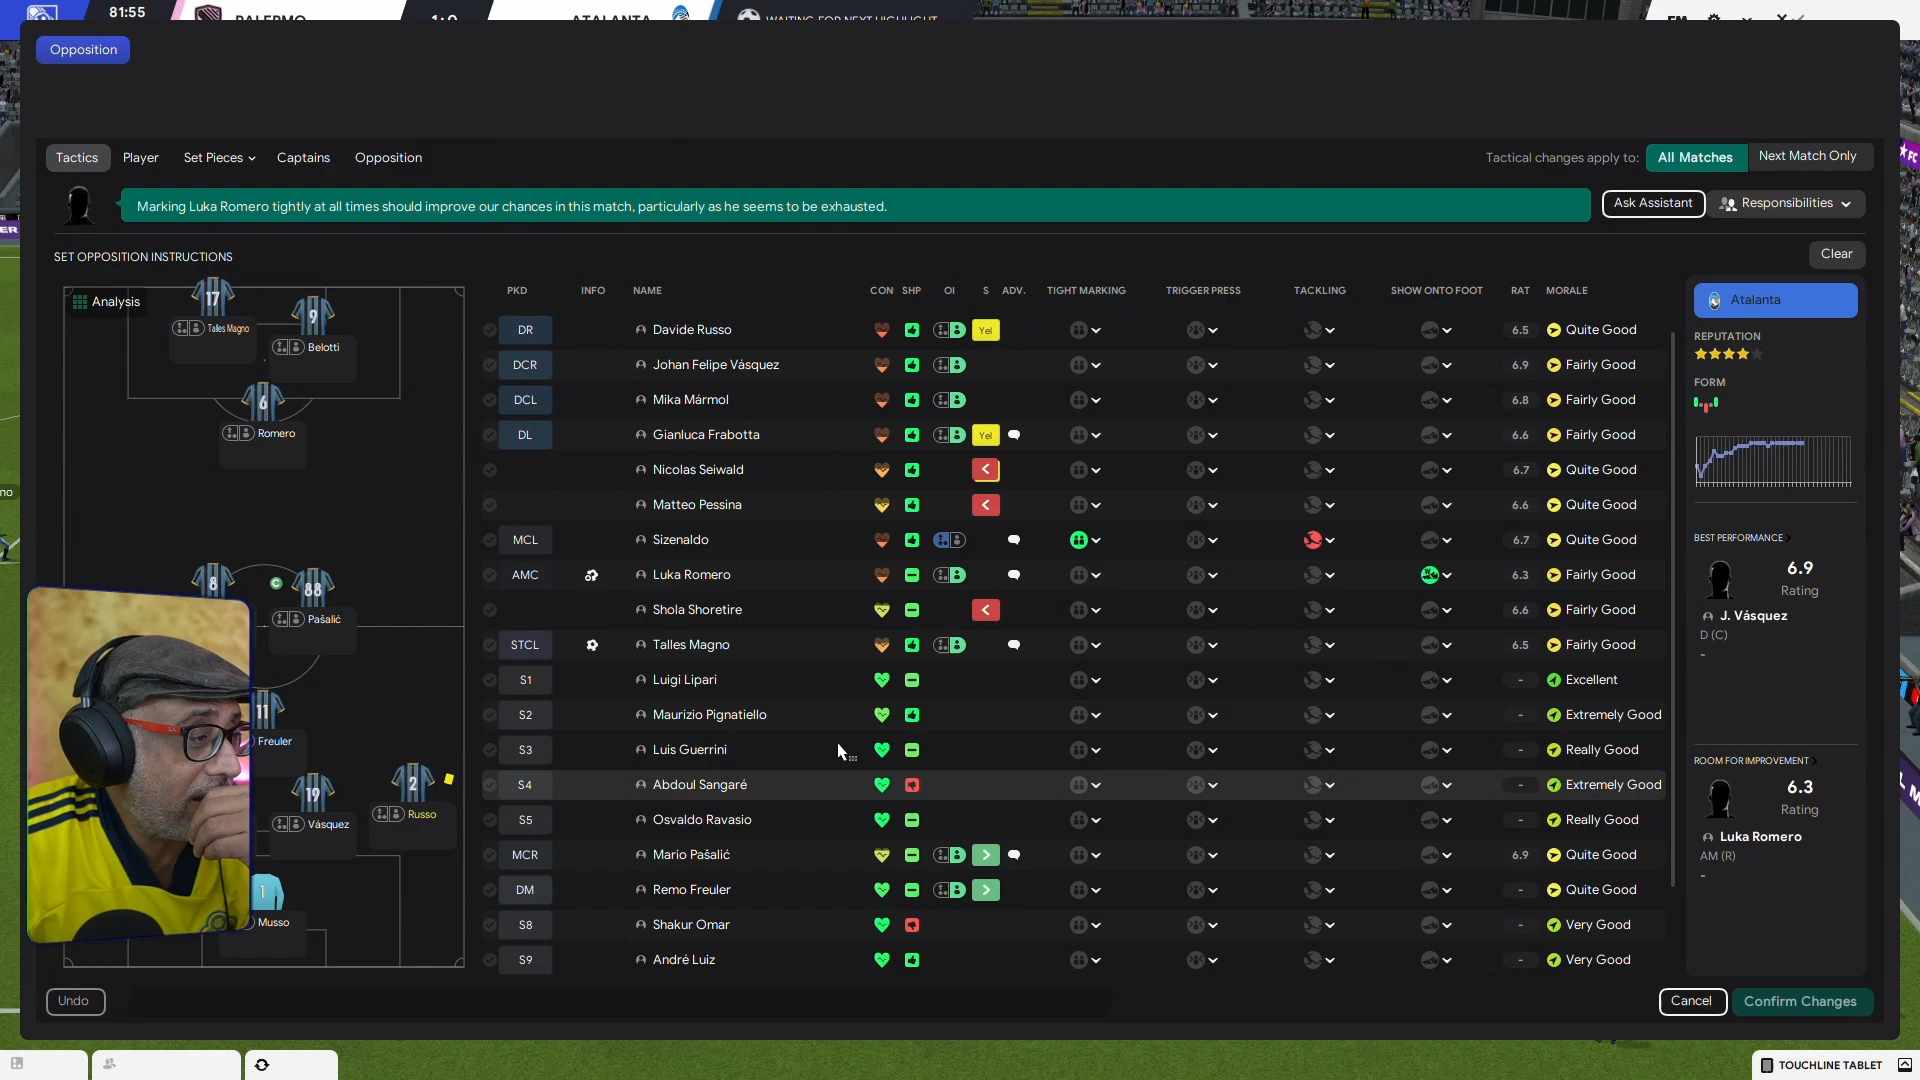 81:55
PALERMO
1:0
ATALANTA
WAITING FOR NEXT HIGHLIGHT
FM
Opposition
Tactics Player Set Pieces Captains Opposition
Tactical changes apply to: All Matches Next Match Only
Marking Luka Romero tightly at all times should improve our chances in this match, particularly as he seems to be exhausted.
Ask Assistant Responsibilities
SET OPPOSITION INSTRUCTIONS
Clear
Analysis
17
Talles Magno
9
Belotti
6
Romero
8
C
88
Pašalić
11
Freuler
19
Vásquez
2
Russo
1
Musso
PKD INFO NAME CON SHP OI S ADV. TIGHT MARKING TRIGGER PRESS TACKLING SHOW ONTO FOOT RAT MORALE
DR Davide Russo Yel 6.5 Quite Good
DCR Johan Felipe Vásquez 6.9 Fairly Good
DCL Mika Mármol 6.8 Fairly Good
DL Gianluca Frabotta Yel 6.6 Fairly Good
Nicolas Seiwald 6.7 Quite Good
Matteo Pessina 6.6 Quite Good
MCL Sizenaldo 6.7 Quite Good
AMC Luka Romero 6.3 Fairly Good
Shola Shoretire 6.6 Fairly Good
STCL Talles Magno 6.5 Fairly Good
S1 Luigi Lipari - Excellent
S2 Maurizio Pignatiello - Extremely Good
S3 Luis Guerrini - Really Good
S4 Abdoul Sangaré - Extremely Good
S5 Osvaldo Ravasio - Really Good
MCR Mario Pašalić 6.9 Quite Good
DM Remo Freuler - Quite Good
S8 Shakur Omar - Very Good
S9 André Luiz - Very Good
Atalanta
REPUTATION
FORM
BEST PERFORMANCE
6.9
Rating
J. Vásquez
D (C)
-
ROOM FOR IMPROVEMENT
6.3
Rating
Luka Romero
AM (R)
-
Undo
Cancel Confirm Changes
TOUCHLINE TABLET